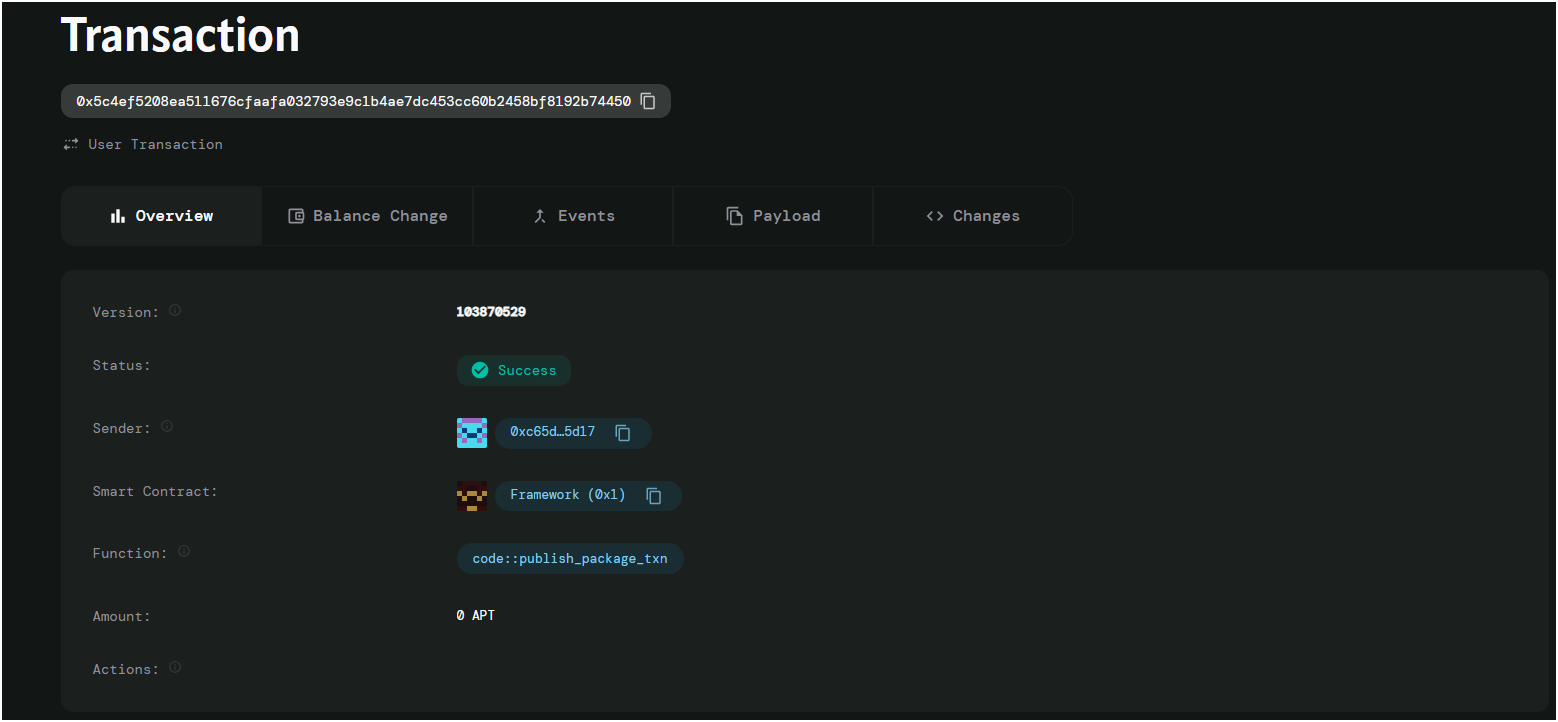 Transaction
0x5c4ef5208ea511676cfaafa032793e9c1b4ae7dc453cc60b2458bf8192b74450
User Transaction
Overview Balance Change Events Payload Changes
Version: 103870529
Status: Success
Sender: 0xc65d…5d17
Smart Contract: Framework (0x1)
Function: code::publish_package_txn
Amount: 0 APT
Actions: